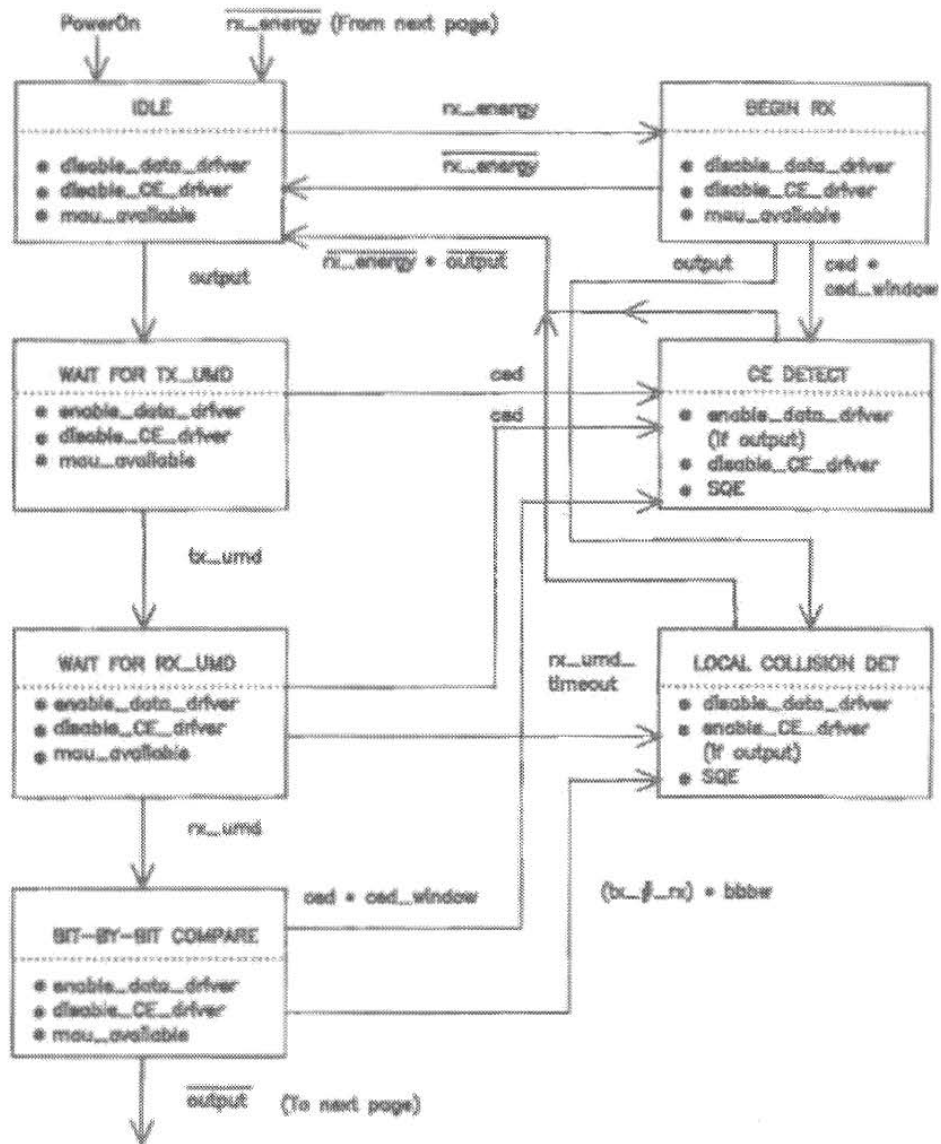 PowerOn
rx_energy (From next page)
IDLE
• disable_data_driver
• disable_CE_driver
• mau_available
rx_energy
rx_energy
BEGIN RX
• disable_data_driver
• disable_CE_driver
• mau_available
output
rx_energy * output
output
ced *
ced_window
WAIT FOR TX_UMD
• enable_data_driver
• disable_CE_driver
• mau_available
ced
ced
CE DETECT
• enable_data_driver
(if output)
• disable_CE_driver
• SQE
tx_umd
WAIT FOR RX_UMD
• enable_data_driver
• disable_CE_driver
• mau_available
rx_umd_
timeout
LOCAL COLLISION DET
• disable_data_driver
• enable_CE_driver
(if output)
• SQE
rx_umd
ced * ced_window
(tx_≠_rx) * bbbw
BIT-BY-BIT COMPARE
• enable_data_driver
• disable_CE_driver
• mau_available
output (To next page)